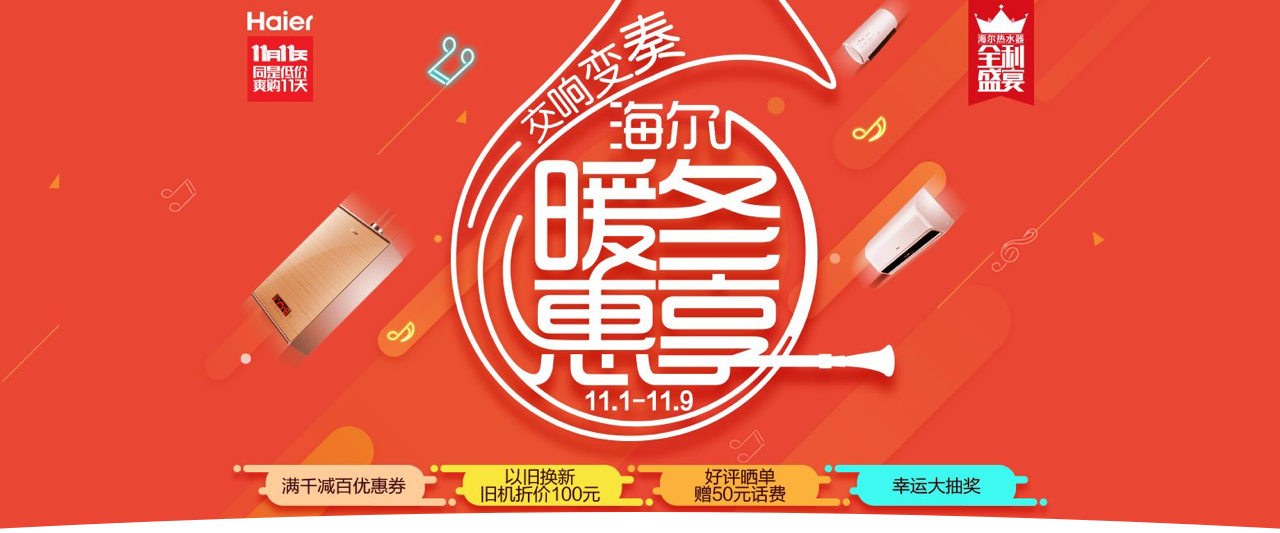 Haier
11月11天
同是低价
爽购11天
海尔热水器
全利
盛宴
交响变奏
海尔
暖冬
惠享
11.1-11.9
满千减百优惠券
以旧换新
旧机折价100元
好评晒单
赠50元话费
幸运大抽奖